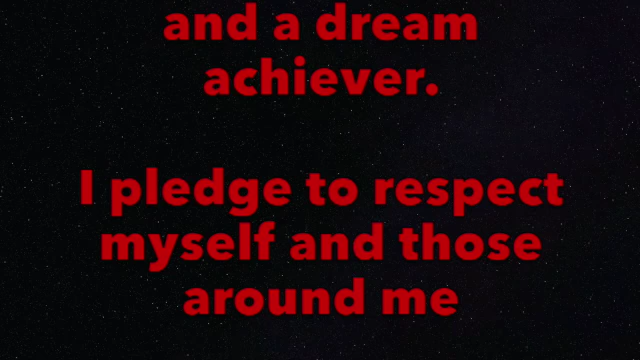 and a dream
achiever.
I pledge to respect
myself and those
around me